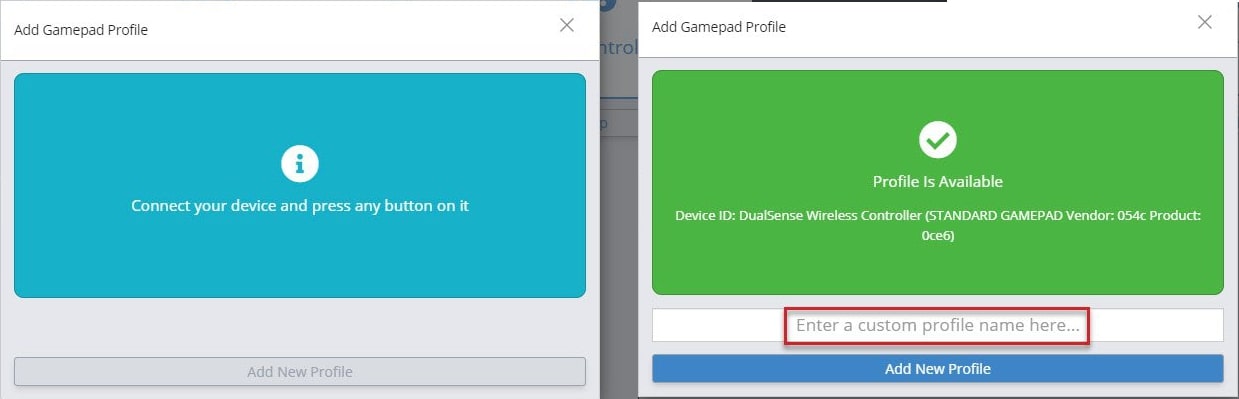 Add Gamepad Profile
Connect your device and press any button on it
Add New Profile
ntrol
p
Add Gamepad Profile
Profile Is Available
Device ID: DualSense Wireless Controller (STANDARD GAMEPAD Vendor: 054c Product:
0ce6)
Enter a custom profile name here...
Add New Profile